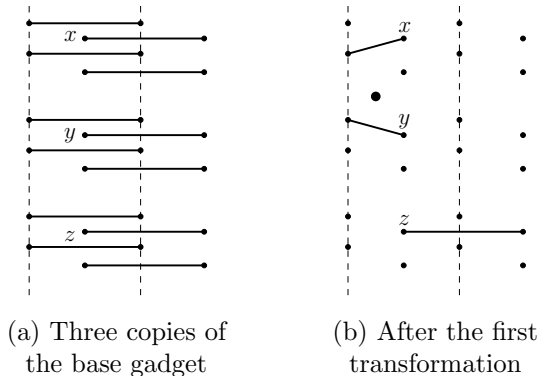 x
y
z
x
y
z
(a) Three copies of
the base gadget
(b) After the first
transformation